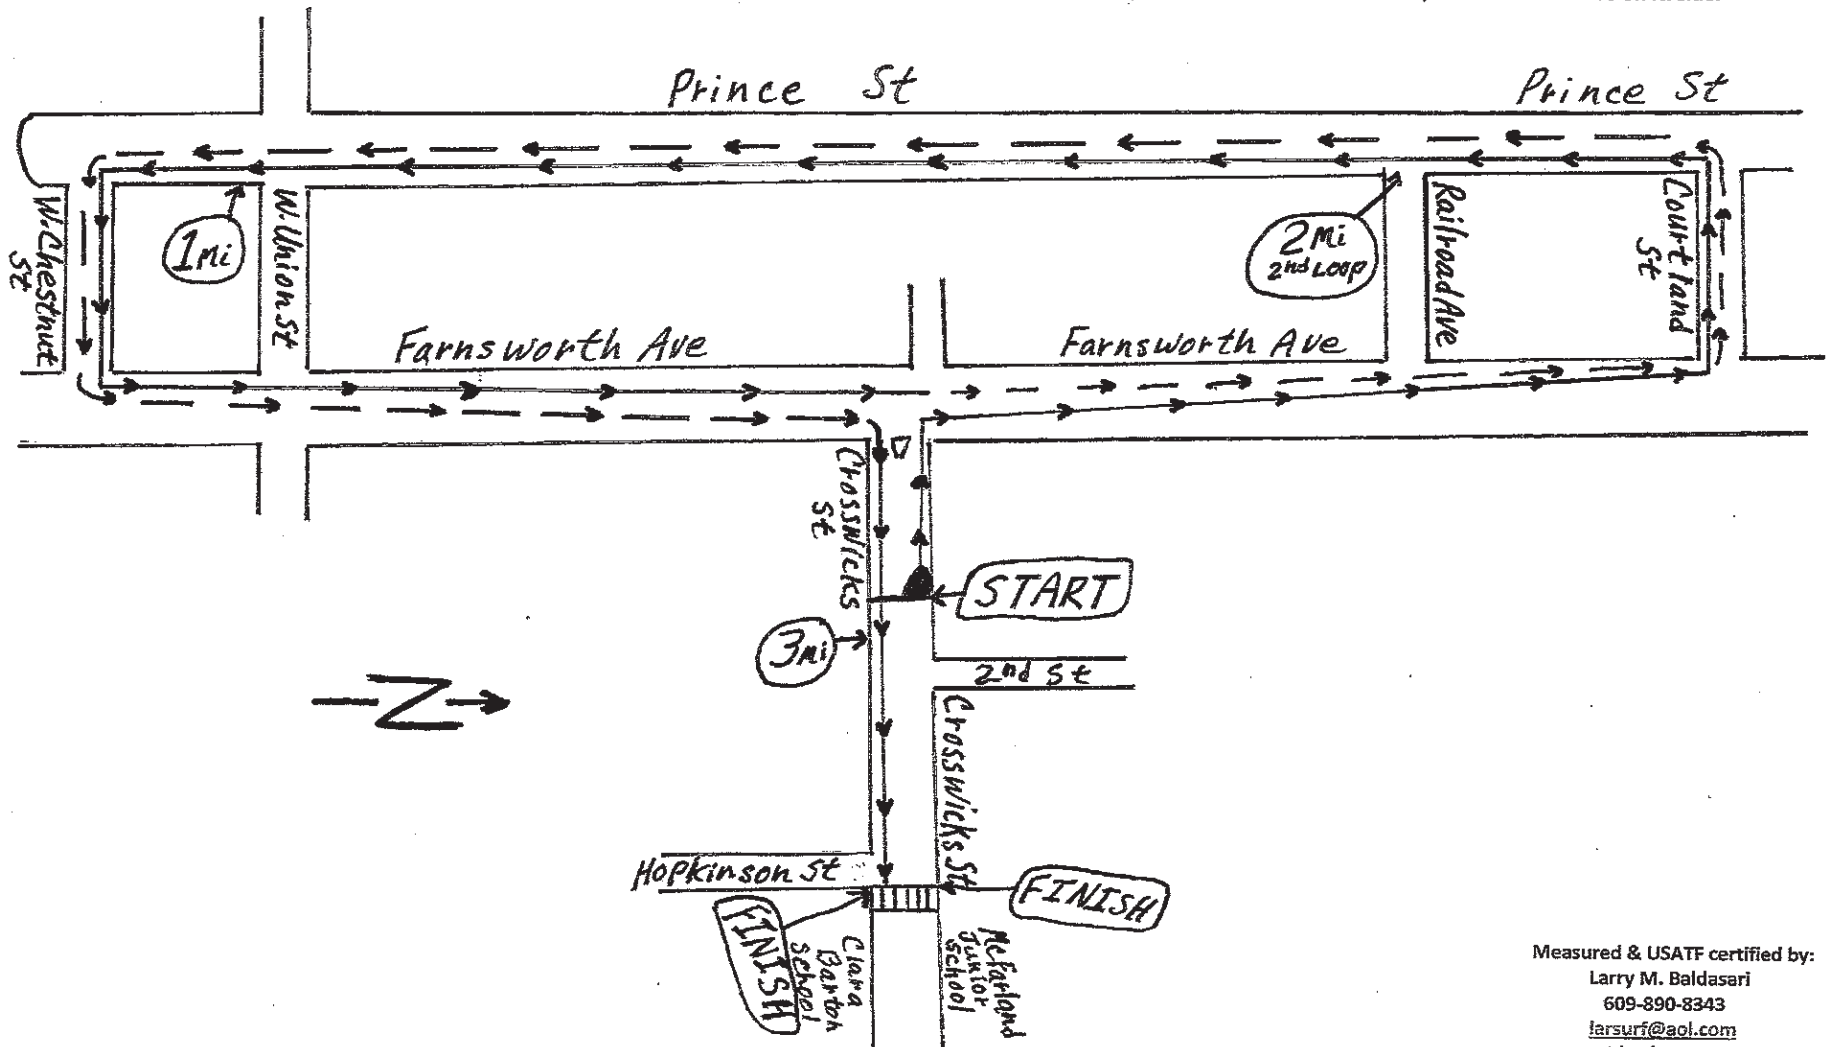 Prince St
Prince St
W. Chestnut
St
1 Mi
W. Union St
2 Mi
2nd Loop
Railroad Ave
Courtland
St
Farnsworth Ave
Farnsworth Ave
Crosswicks
St
START
3 Mi
2nd St
N
Crosswicks St
Hopkinson St
FINISH
FINISH
Clara
Barton
School
McFarland
Junior
School
Measured & USATF certified by:
Larry M. Baldasari
609-890-8343
larsurf@aol.com